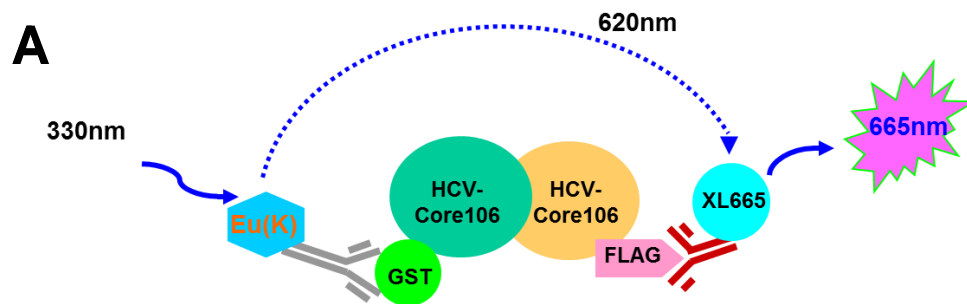 A
620nm
330nm
665nm
HCV-
Core106
HCV-
Core106
XL665
Eu(K)
GST
FLAG